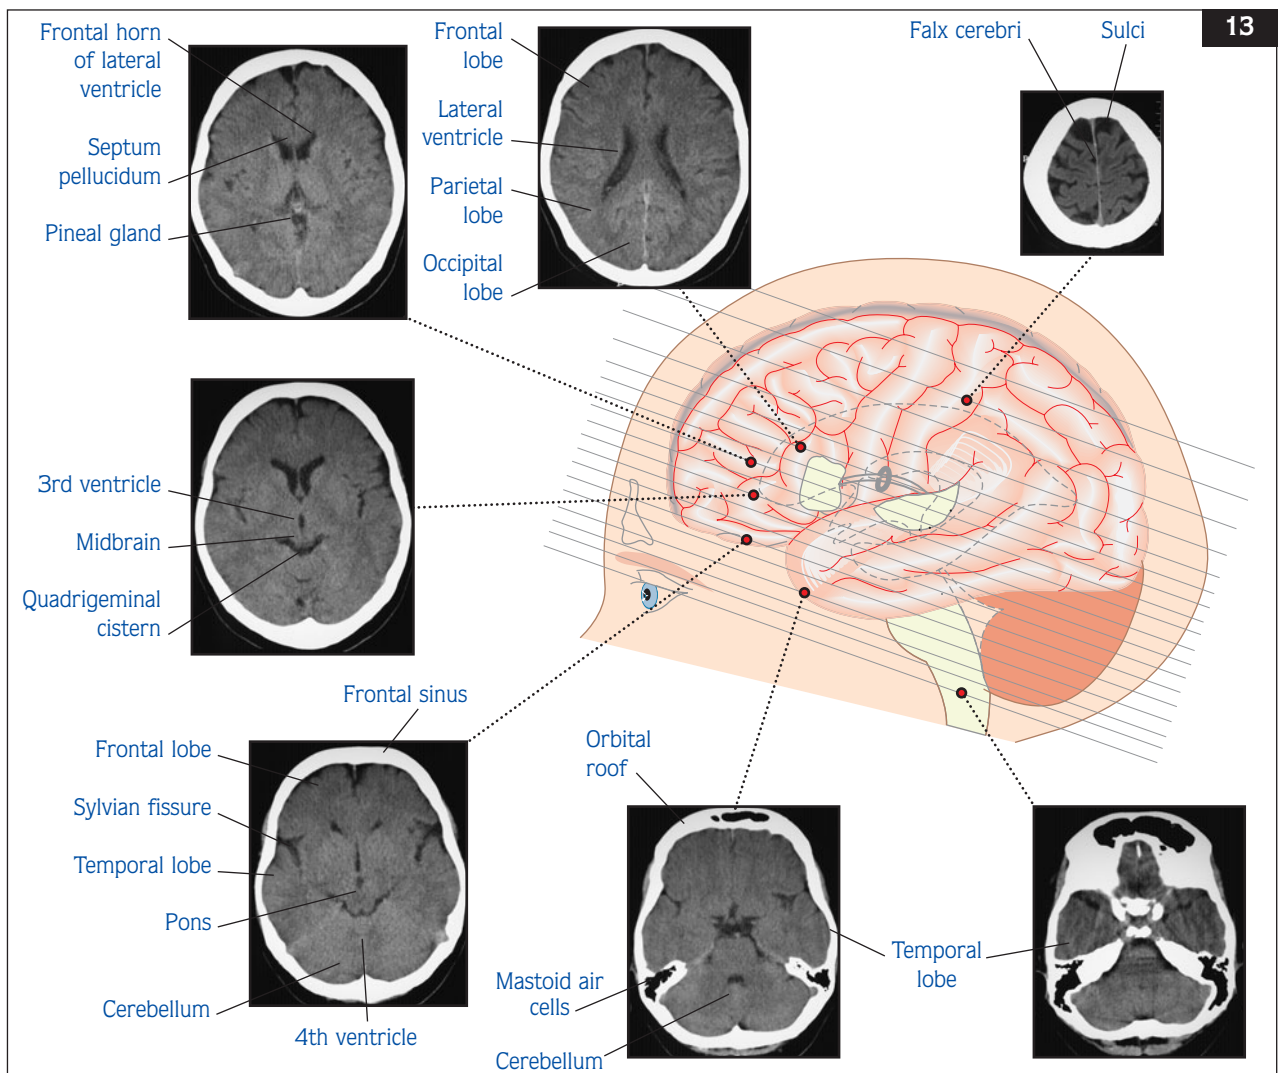 13
Frontal horn
of lateral
ventricle
Septum
pellucidum
Pineal gland
Frontal
lobe
Lateral
ventricle
Parietal
lobe
Occipital
lobe
Falx cerebri
Sulci
3rd ventricle
Midbrain
Quadrigeminal
cistern
Frontal sinus
Frontal lobe
Sylvian fissure
Temporal lobe
Pons
Cerebellum
4th ventricle
Orbital
roof
Mastoid air
cells
Cerebellum
Temporal
lobe